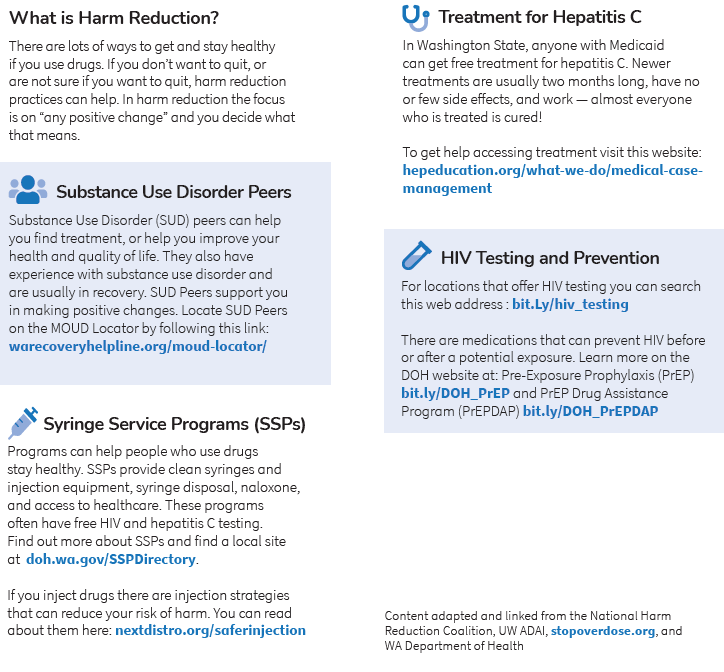 What is Harm Reduction?
There are lots of ways to get and stay healthy
if you use drugs. If you don't want to quit, or
are not sure if you want to quit, harm reduction
practices can help. In harm reduction the focus
is on “any positive change” and you decide what
that means.
Substance Use Disorder Peers
Substance Use Disorder (SUD) peers can help
you find treatment, or help you improve your
health and quality of life. They also have
experience with substance use disorder and
are usually in recovery. SUD Peers support you
in making positive changes. Locate SUD Peers
on the MOUD Locator by following this link:
warecoveryhelpline.org/moud-locator/
Syringe Service Programs (SSPs)
Programs can help people who use drugs
stay healthy. SSPs provide clean syringes and
injection equipment, syringe disposal, naloxone,
and access to healthcare. These programs
often have free HIV and hepatitis C testing.
Find out more about SSPs and find a local site
at doh.wa.gov/SSPDirectory.
If you inject drugs there are injection strategies
that can reduce your risk of harm. You can read
about them here: nextdistro.org/saferinjection
Treatment for Hepatitis C
In Washington State, anyone with Medicaid
can get free treatment for hepatitis C. Newer
treatments are usually two months long, have no
or few side effects, and work — almost everyone
who is treated is cured!
To get help accessing treatment visit this website:
hepeducation.org/what-we-do/medical-case-
management
HIV Testing and Prevention
For locations that offer HIV testing you can search
this web address : bit.Ly/hiv_testing
There are medications that can prevent HIV before
or after a potential exposure. Learn more on the
DOH website at: Pre-Exposure Prophylaxis (PrEP)
bit.ly/DOH_PrEP and PrEP Drug Assistance
Program (PrEPDAP) bit.ly/DOH_PrEPDAP
Content adapted and linked from the National Harm
Reduction Coalition, UW ADAI, stopoverdose.org, and
WA Department of Health